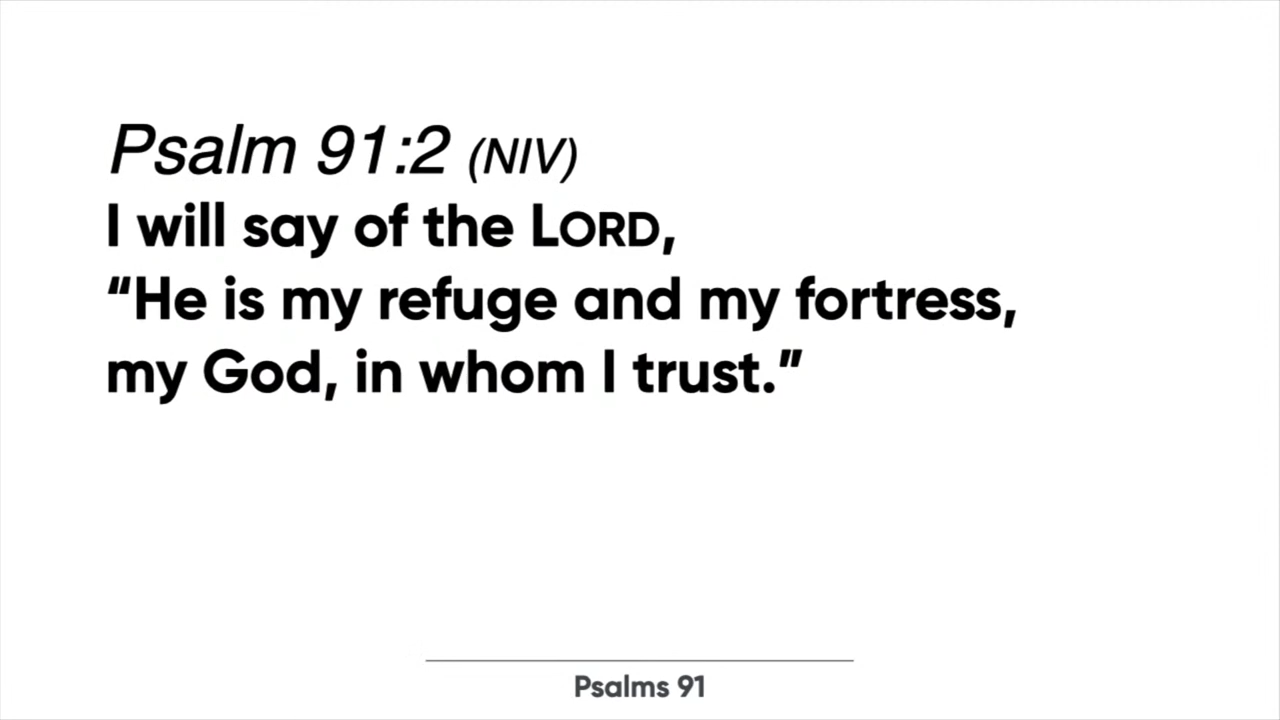 Psalm 91:2 (NIV)
I will say of the LORD,
“He is my refuge and my fortress,
my God, in whom I trust.”
Psalms 91